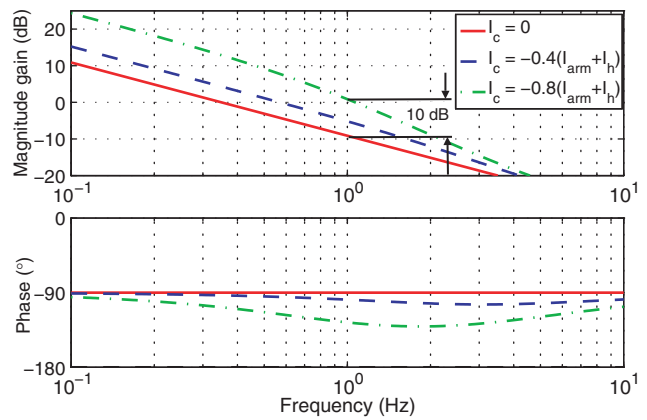 Magnitude gain (dB)
20
10
0
−10
−20
10^-1
10^0
10^1
I_c = 0
I_c = −0.4(I_arm+I_h)
I_c = −0.8(I_arm+I_h)
10 dB
Phase (°)
0
−90
−180
10^-1
10^0
10^1
Frequency (Hz)